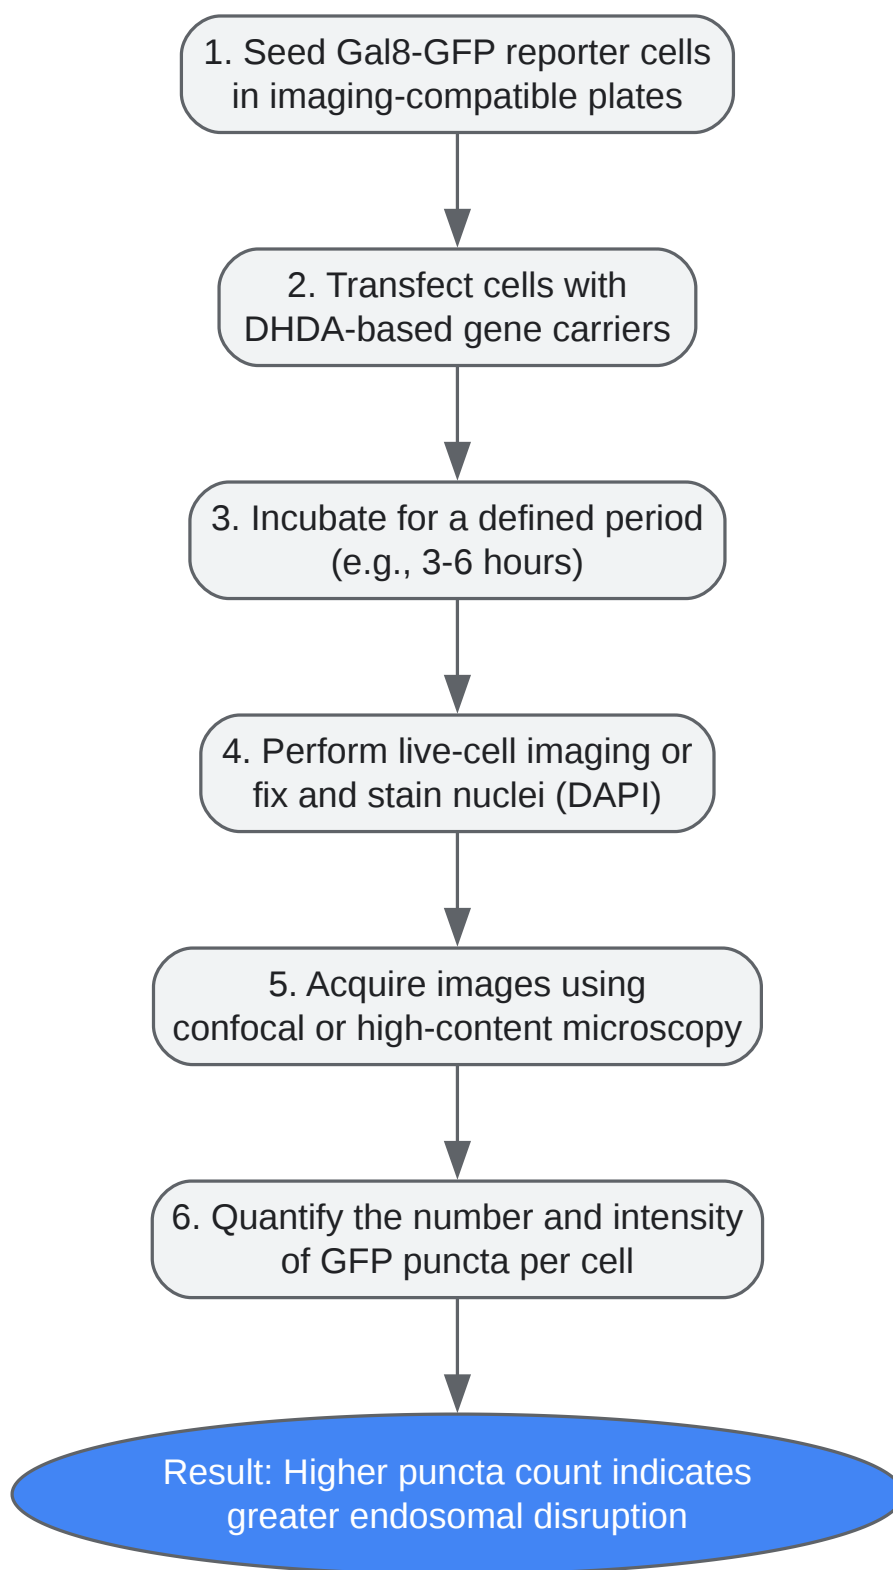 1. Seed Gal8-GFP reporter cells
in imaging-compatible plates
2. Transfect cells with
DHDA-based gene carriers
3. Incubate for a defined period
(e.g., 3-6 hours)
4. Perform live-cell imaging or
fix and stain nuclei (DAPI)
5. Acquire images using
confocal or high-content microscopy
6. Quantify the number and intensity
of GFP puncta per cell
Result: Higher puncta count indicates
greater endosomal disruption